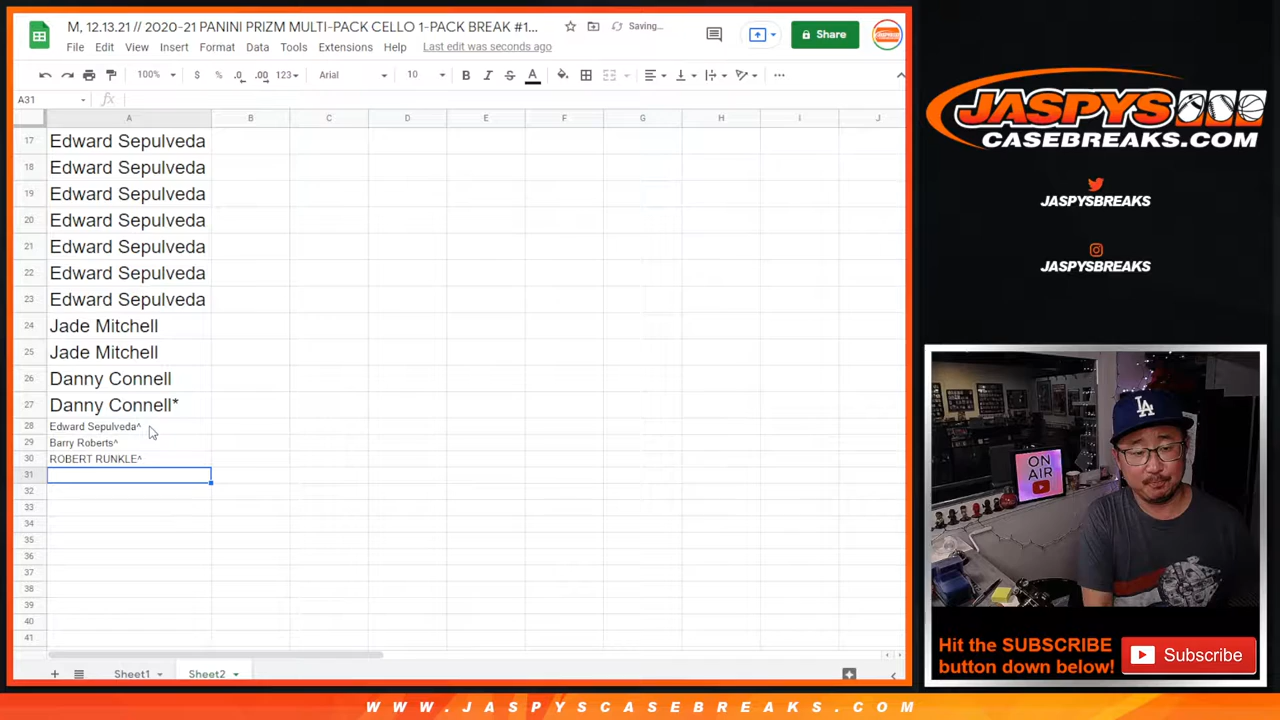 M, 12.13.21 // 2020-21 PANINI PRIZM MULTI-PACK CELLO 1-PACK BREAK #1...
Saving...
File Edit View Insert Format Data Tools Extensions Help Last edit was seconds ago
Share
100% $ % .0 .00 123 Arial 10 B I S A
A31 fx
A B C D E F G H I J
17 Edward Sepulveda
18 Edward Sepulveda
19 Edward Sepulveda
20 Edward Sepulveda
21 Edward Sepulveda
22 Edward Sepulveda
23 Edward Sepulveda
24 Jade Mitchell
25 Jade Mitchell
26 Danny Connell
27 Danny Connell*
28 Edward Sepulveda^
29 Barry Roberts^
30 ROBERT RUNKLE^
31
32
33
34
35
36
37
38
39
40
41
Sheet1 Sheet2
JASPYS
CASEBREAKS.COM
JASPYSBREAKS
JASPYSBREAKS
LA
ON
AIR
Hit the SUBSCRIBE
button down below!
Subscribe
WWW.JASPYSCASEBREAKS.COM